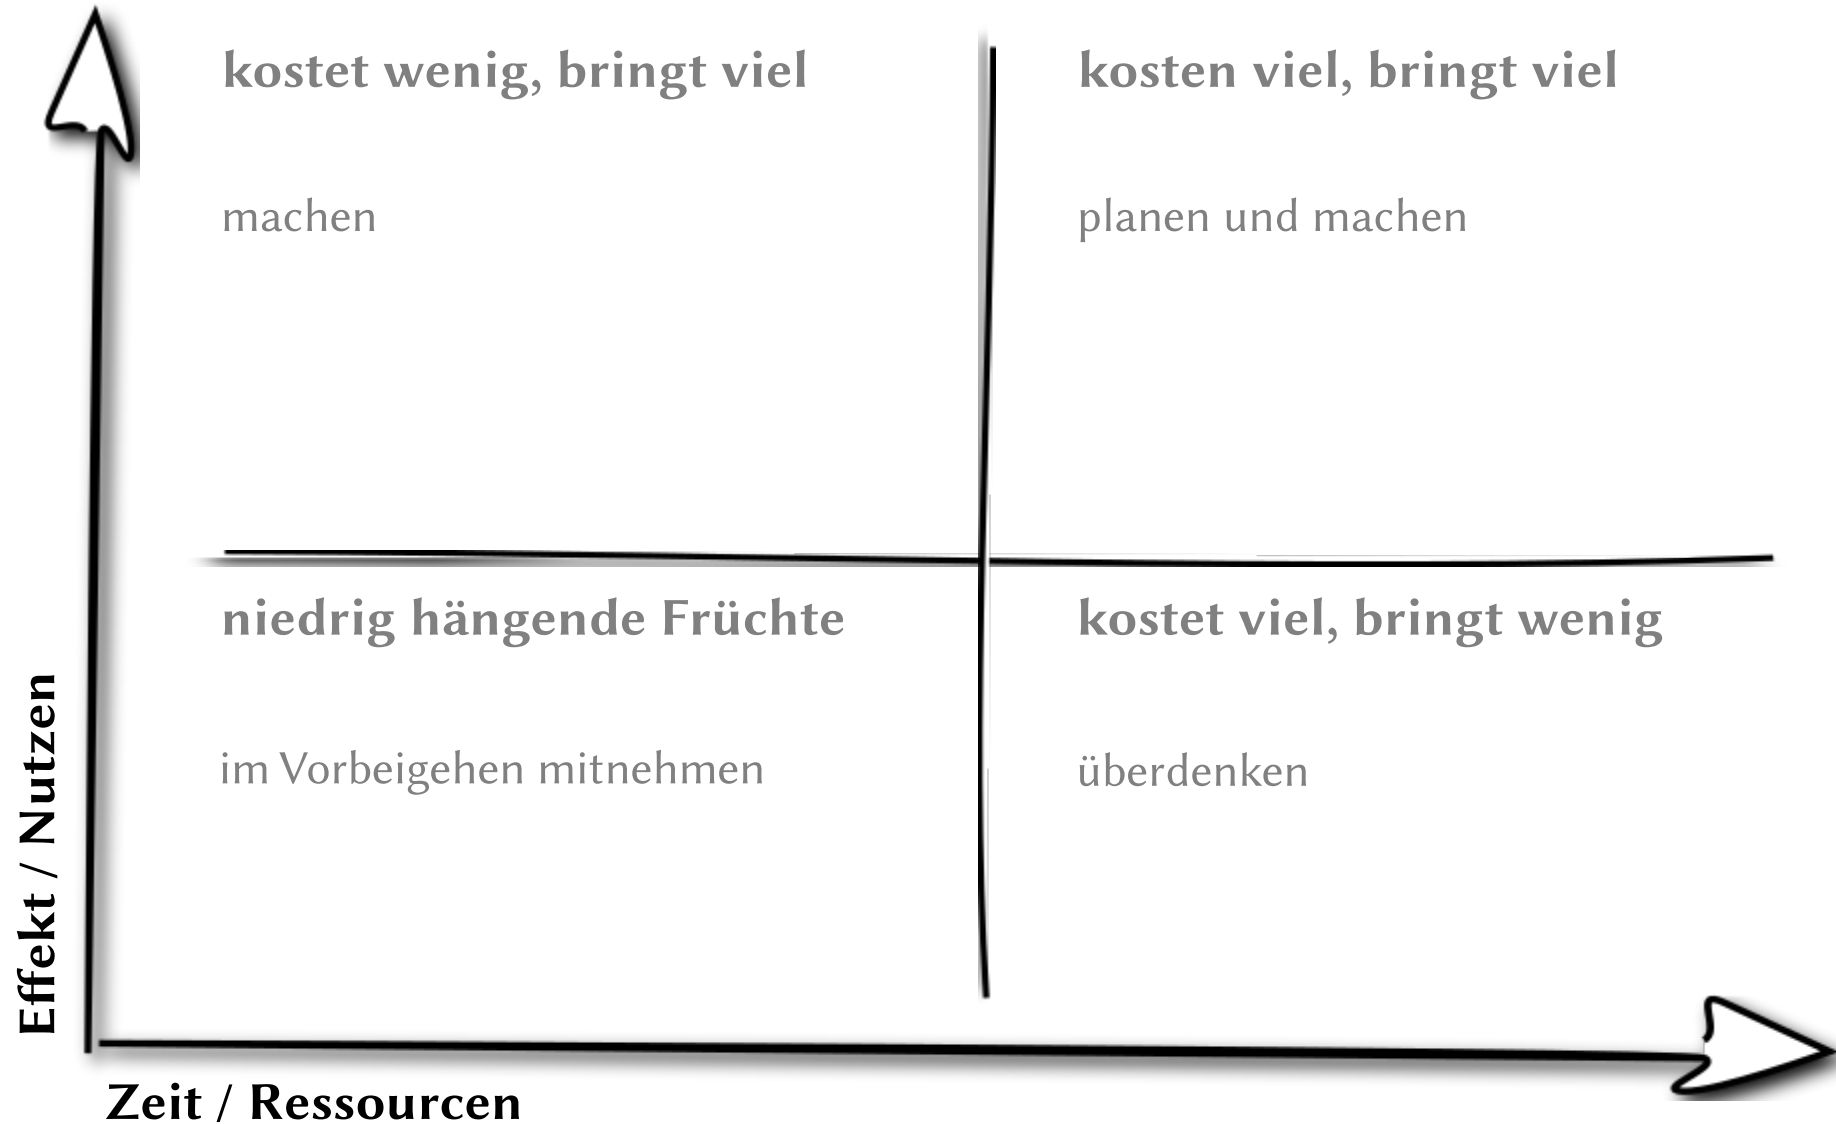 kostet wenig, bringt viel
kosten viel, bringt viel
machen
planen und machen
niedrig hängende Früchte
kostet viel, bringt wenig
im Vorbeigehen mitnehmen
überdenken
Effekt / Nutzen
Zeit / Ressourcen